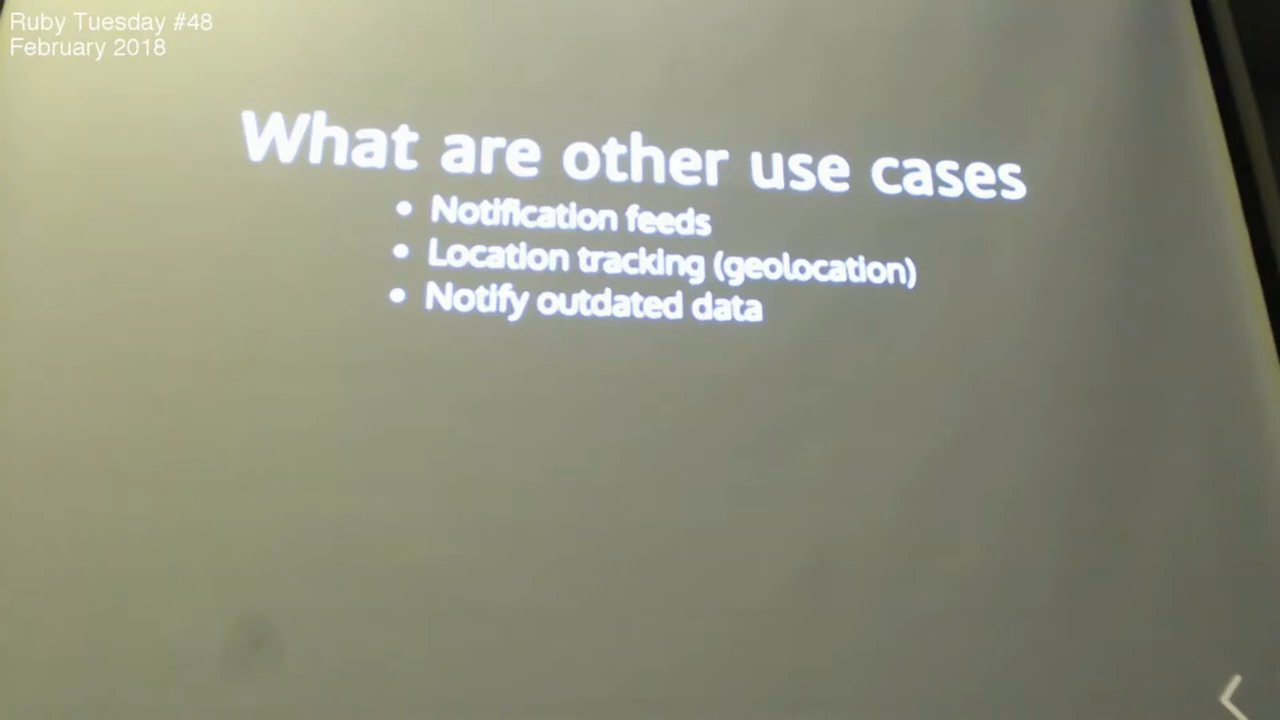 Ruby Tuesday #48
February 2018
What are other use cases
• Notification feeds
• Location tracking (geolocation)
• Notify outdated data